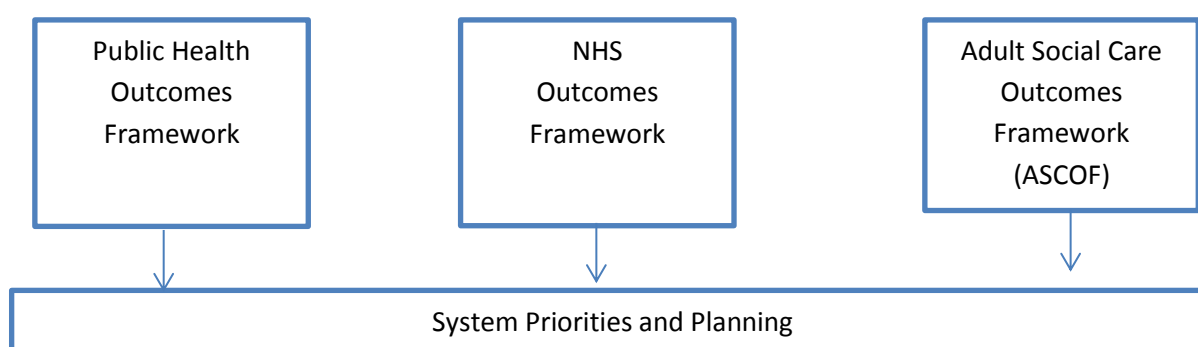 Public Health
Outcomes
Framework
NHS
Outcomes
Framework
Adult Social Care
Outcomes
Framework
(ASCOF)
System Priorities and Planning